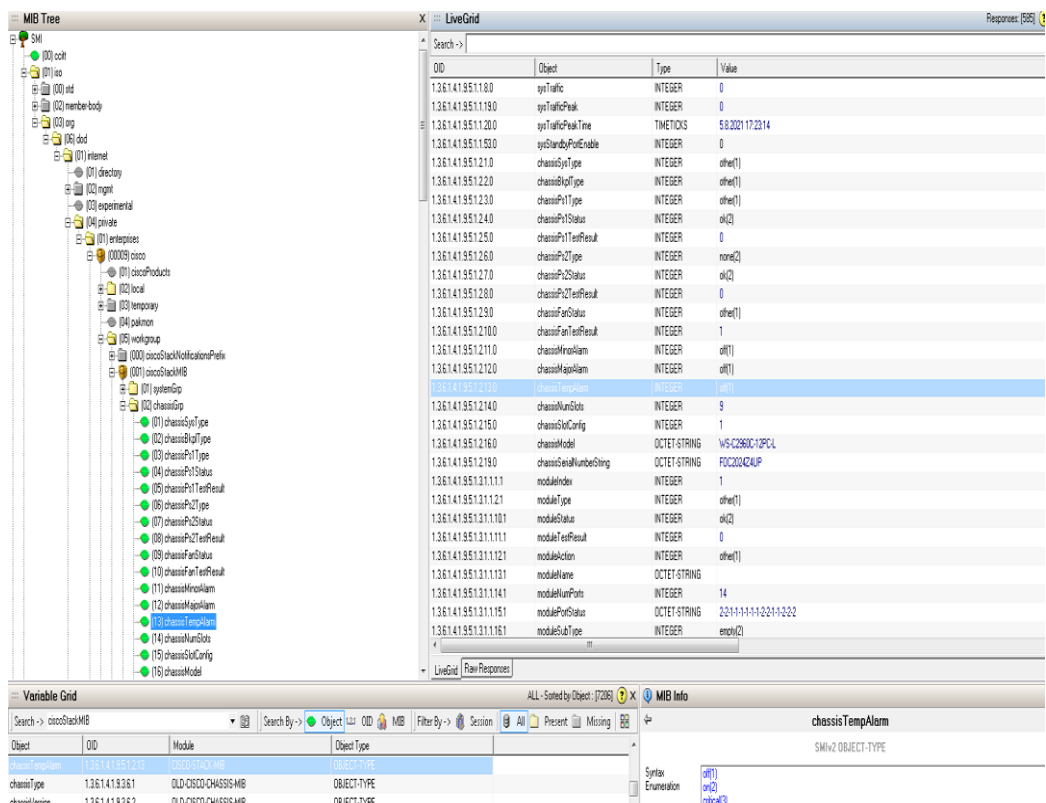 MIB Tree
X
SMI
(00) ccitt
(01) iso
(00) std
(02) member-body
(03) org
(06) dod
(01) internet
(01) directory
(02) mgmt
(03) experimental
(04) private
(01) enterprises
(00009) cisco
(01) ciscoProducts
(02) local
(03) temporary
(04) pakmon
(05) workgroup
(000) ciscoStackNotificationsPrefix
(001) ciscoStackMIB
(01) systemGrp
(02) chassisGrp
(01) chassisSysType
(02) chassisBkplType
(03) chassisPs1Type
(04) chassisPs1Status
(05) chassisPs1TestResult
(06) chassisPs2Type
(07) chassisPs2Status
(08) chassisPs2TestResult
(09) chassisFanStatus
(10) chassisFanTestResult
(11) chassisMinorAlarm
(12) chassisMajorAlarm
(13) chassisTempAlarm
(14) chassisNumSlots
(15) chassisSlotConfig
(16) chassisModel
LiveGrid Responses: [585] ?
Search ->
OID Object Type Value
1.3.6.1.4.1.9.5.1.1.8.0 sysTraffic INTEGER 0
1.3.6.1.4.1.9.5.1.1.19.0 sysTrafficPeak INTEGER 0
1.3.6.1.4.1.9.5.1.1.20.0 sysTrafficPeakTime TIMETICKS 5.8.2021 17:23:14
1.3.6.1.4.1.9.5.1.1.53.0 sysStandbyPortEnable INTEGER 0
1.3.6.1.4.1.9.5.1.2.1.0 chassisSysType INTEGER other(1)
1.3.6.1.4.1.9.5.1.2.2.0 chassisBkplType INTEGER other(1)
1.3.6.1.4.1.9.5.1.2.3.0 chassisPs1Type INTEGER other(1)
1.3.6.1.4.1.9.5.1.2.4.0 chassisPs1Status INTEGER ok(2)
1.3.6.1.4.1.9.5.1.2.5.0 chassisPs1TestResult INTEGER 0
1.3.6.1.4.1.9.5.1.2.6.0 chassisPs2Type INTEGER none(2)
1.3.6.1.4.1.9.5.1.2.7.0 chassisPs2Status INTEGER ok(2)
1.3.6.1.4.1.9.5.1.2.8.0 chassisPs2TestResult INTEGER 0
1.3.6.1.4.1.9.5.1.2.9.0 chassisFanStatus INTEGER other(1)
1.3.6.1.4.1.9.5.1.2.10.0 chassisFanTestResult INTEGER 1
1.3.6.1.4.1.9.5.1.2.11.0 chassisMinorAlarm INTEGER off(1)
1.3.6.1.4.1.9.5.1.2.12.0 chassisMajorAlarm INTEGER off(1)
1.3.6.1.4.1.9.5.1.2.13.0 chassisTempAlarm INTEGER off(1)
1.3.6.1.4.1.9.5.1.2.14.0 chassisNumSlots INTEGER 9
1.3.6.1.4.1.9.5.1.2.15.0 chassisSlotConfig INTEGER 1
1.3.6.1.4.1.9.5.1.2.16.0 chassisModel OCTET-STRING WS-C2960C-12PC-L
1.3.6.1.4.1.9.5.1.2.19.0 chassisSerialNumberString OCTET-STRING FOC2024Z4UP
1.3.6.1.4.1.9.5.1.3.1.1.1.1 moduleIndex INTEGER 1
1.3.6.1.4.1.9.5.1.3.1.1.2.1 moduleType INTEGER other(1)
1.3.6.1.4.1.9.5.1.3.1.1.10.1 moduleStatus INTEGER ok(2)
1.3.6.1.4.1.9.5.1.3.1.1.11.1 moduleTestResult INTEGER 0
1.3.6.1.4.1.9.5.1.3.1.1.12.1 moduleAction INTEGER other(1)
1.3.6.1.4.1.9.5.1.3.1.1.13.1 moduleName OCTET-STRING
1.3.6.1.4.1.9.5.1.3.1.1.14.1 moduleNumPorts INTEGER 14
1.3.6.1.4.1.9.5.1.3.1.1.15.1 modulePortStatus OCTET-STRING 2-2-1-1-1-1-1-1-2-2-1-1-2-2-2
1.3.6.1.4.1.9.5.1.3.1.1.16.1 moduleSubType INTEGER empty(2)
LiveGrid Raw Responses
Variable Grid ALL - Sorted by Object : [7206] ? X
Search -> ciscoStackMIB Search By -> Object OID MIB Filter By -> Session All Present Missing
Object OID Module Object Type
chassisTempAlarm 1.3.6.1.4.1.9.5.1.2.13 CISCO-STACK-MIB OBJECT-TYPE
chassisType 1.3.6.1.4.1.9.3.6.1 OLD-CISCO-CHASSIS-MIB OBJECT-TYPE
chassisVersion 1.3.6.1.4.1.9.3.6.2 OLD-CISCO-CHASSIS-MIB OBJECT-TYPE
MIB Info
chassisTempAlarm
SMIv2 OBJECT-TYPE
Syntax off(1)
Enumeration on(2)
critical(3)